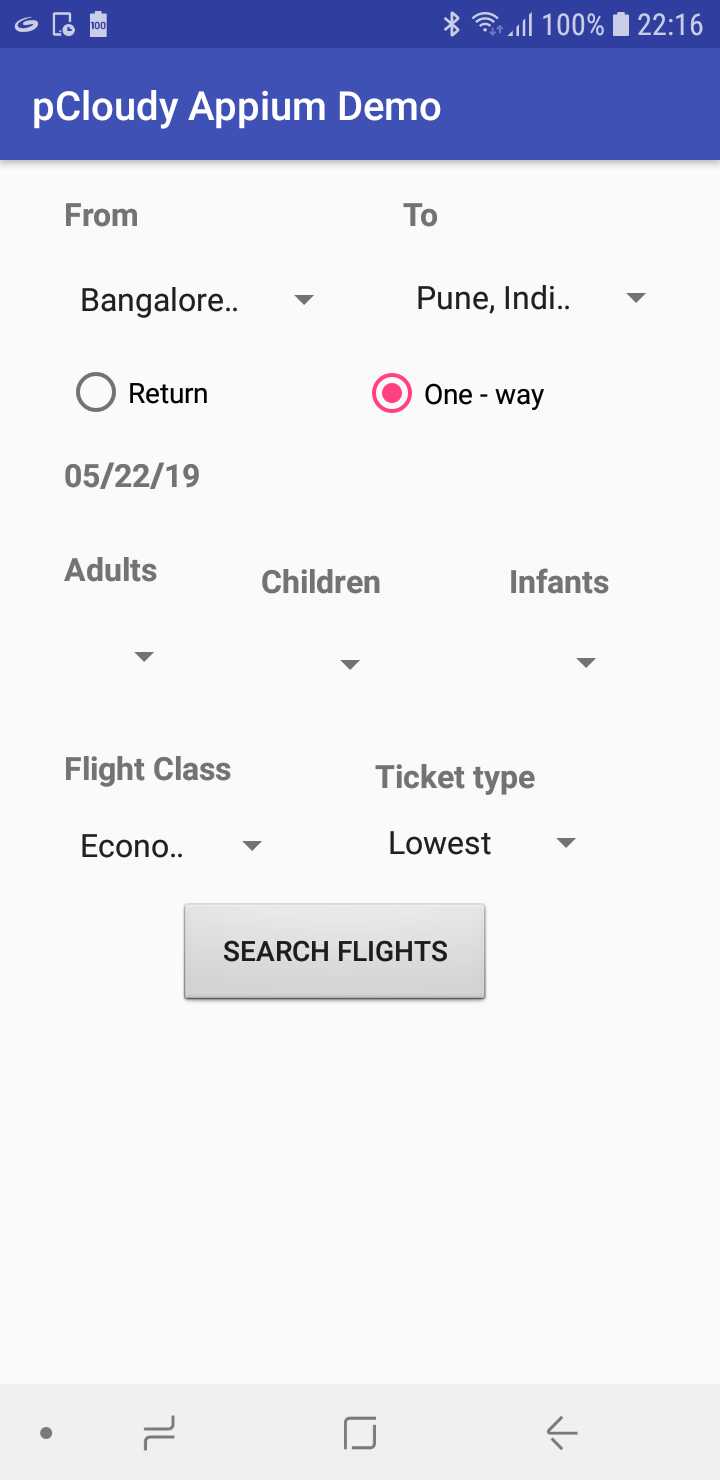 100 100% 22:16
pCloudy Appium Demo
From To
Bangalore.. Pune, Indi..
Return One - way
05/22/19
Adults Children Infants
Flight Class Ticket type
Econo.. Lowest
SEARCH FLIGHTS